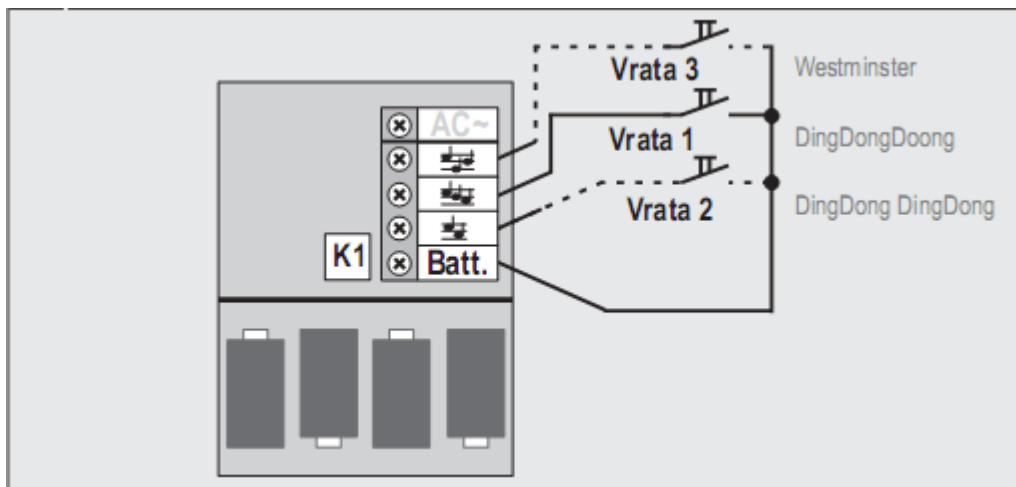 Vrata 3
Westminster
AC~
Vrata 1
DingDongDoong
Vrata 2
DingDong DingDong
K1
Batt.